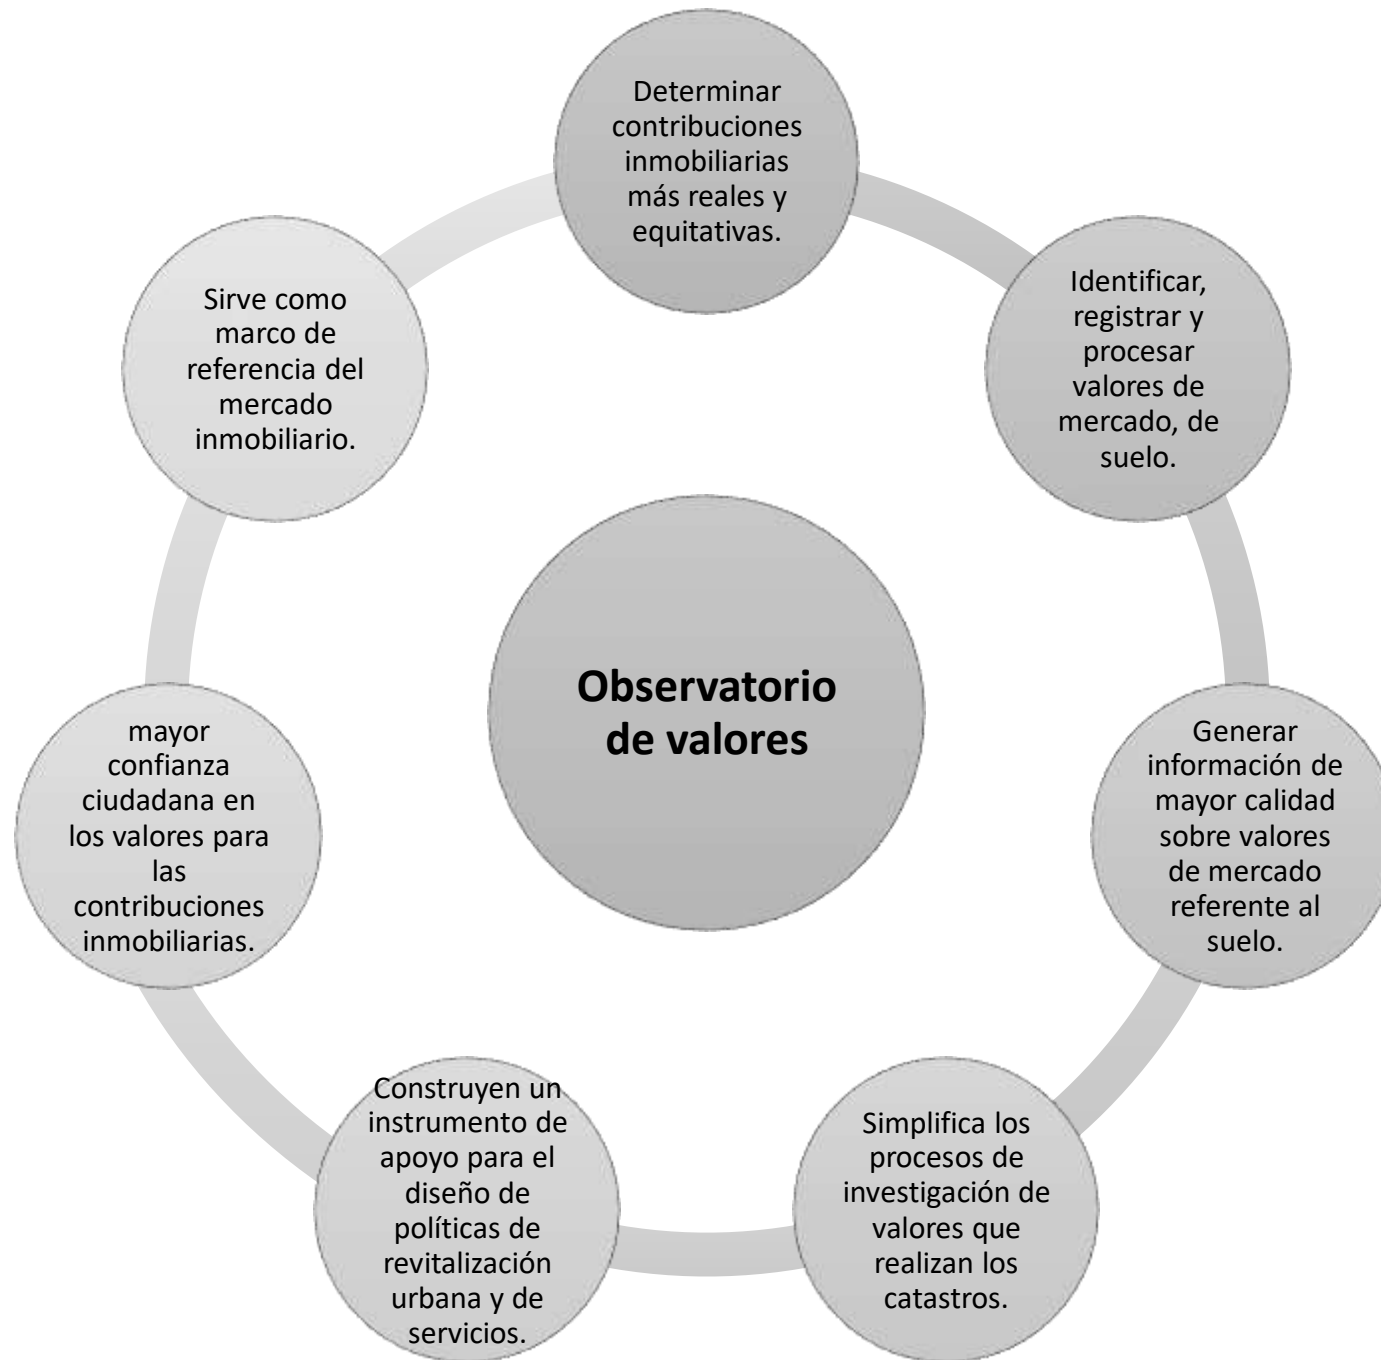 Determinar
contribuciones
inmobiliarias
más reales y
equitativas.
Identificar,
registrar y
procesar
valores de
mercado, de
suelo.
Generar
información de
mayor calidad
sobre valores
de mercado
referente al
suelo.
Simplifica los
procesos de
investigación de
valores que
realizan los
catastros.
Construyen un
instrumento de
apoyo para el
diseño de
políticas de
revitalización
urbana y de
servicios.
mayor
confianza
ciudadana en
los valores para
las
contribuciones
inmobiliarias.
Sirve como
marco de
referencia del
mercado
inmobiliario.
Observatorio
de valores